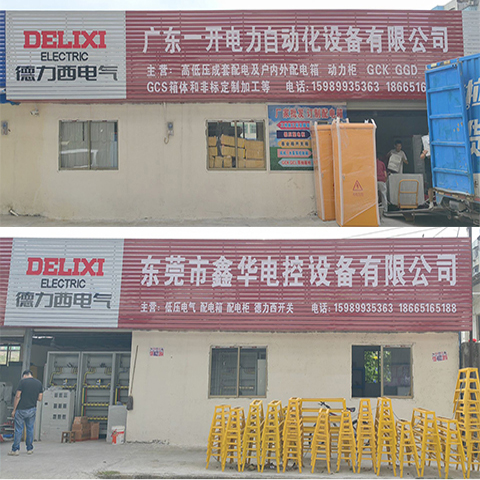 DELIXI
ELECTRIC
德力西电气
广东一开电力自动化设备有限公司
主营：高低压成套配电及户内外配电箱 动力柜 GCK GGD
GCS箱体和非标定制加工等 电话：15989935363 18665165188
DELIXI
ELECTRIC
德力西电气
东莞市鑫华电控设备有限公司
主营：低压电气 配电箱 配电柜 德力西开关 电话：15989935363 18665165188